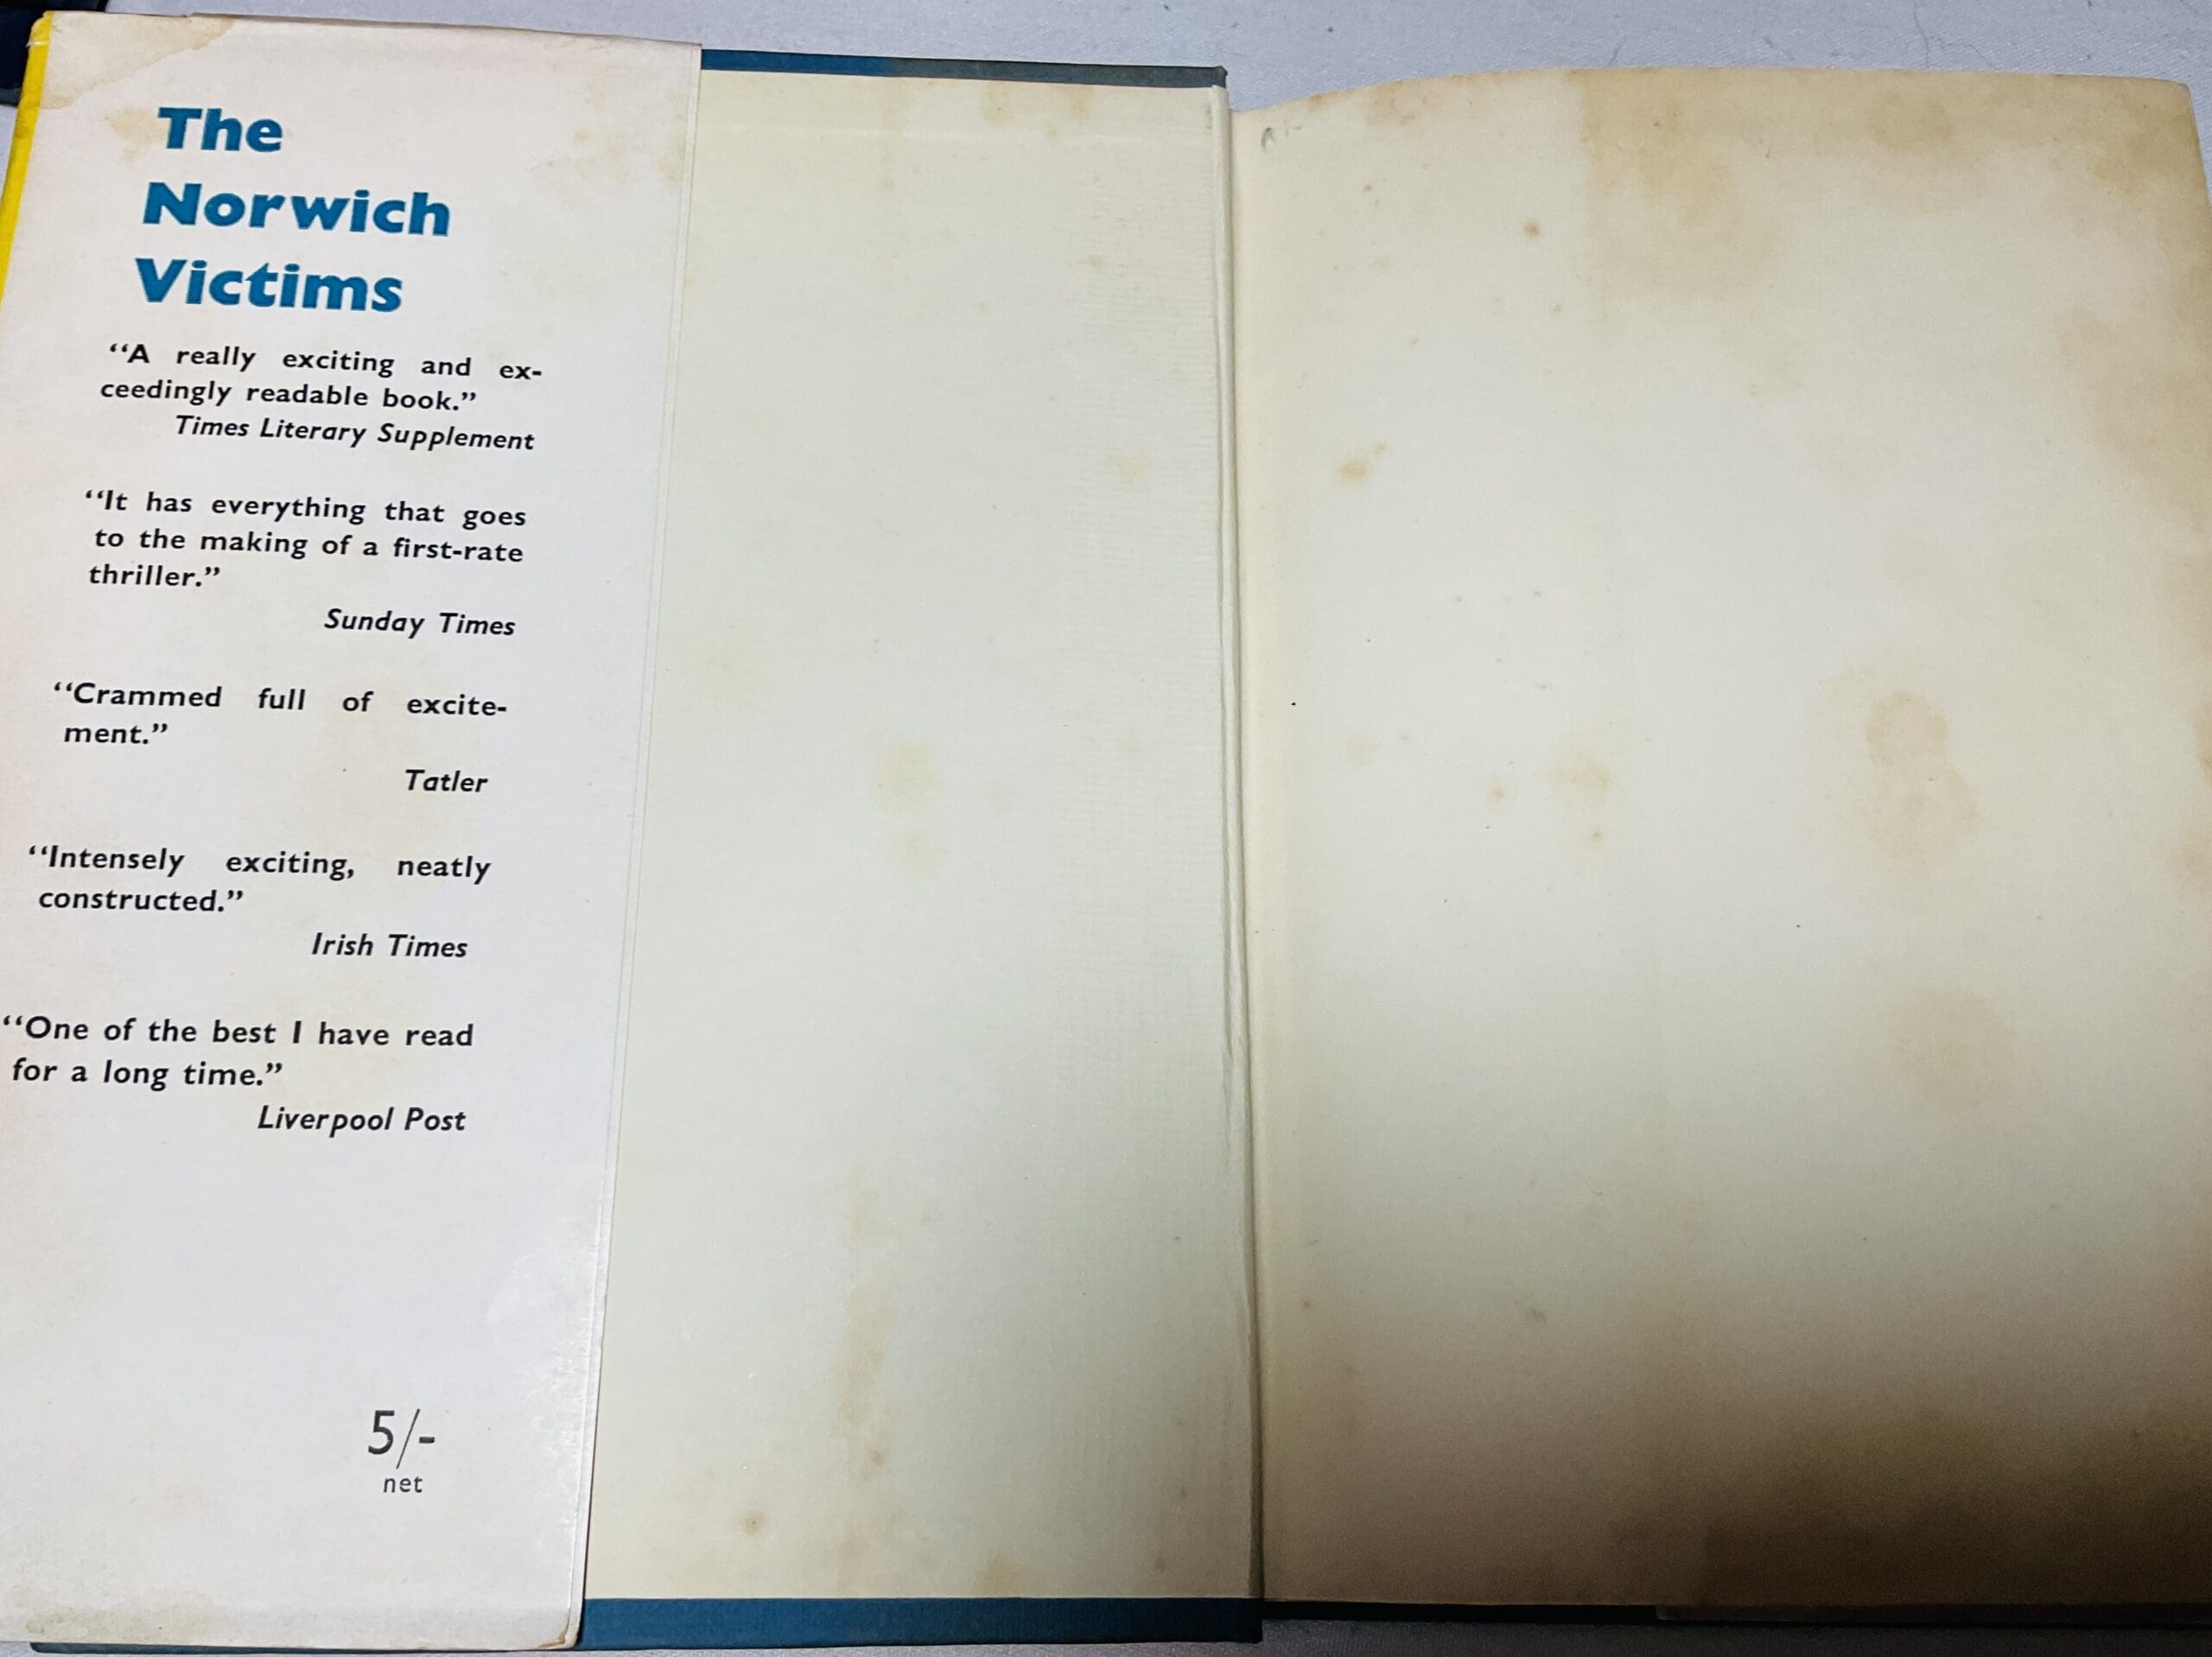 The
Norwich
Victims
“A really exciting and ex-
ceedingly readable book.”
Times Literary Supplement
“It has everything that goes
to the making of a first-rate
thriller.”
Sunday Times
“Crammed full of excite-
ment.”
Tatler
“Intensely exciting, neatly
constructed.”
Irish Times
“One of the best I have read
for a long time.”
Liverpool Post
5/-
net